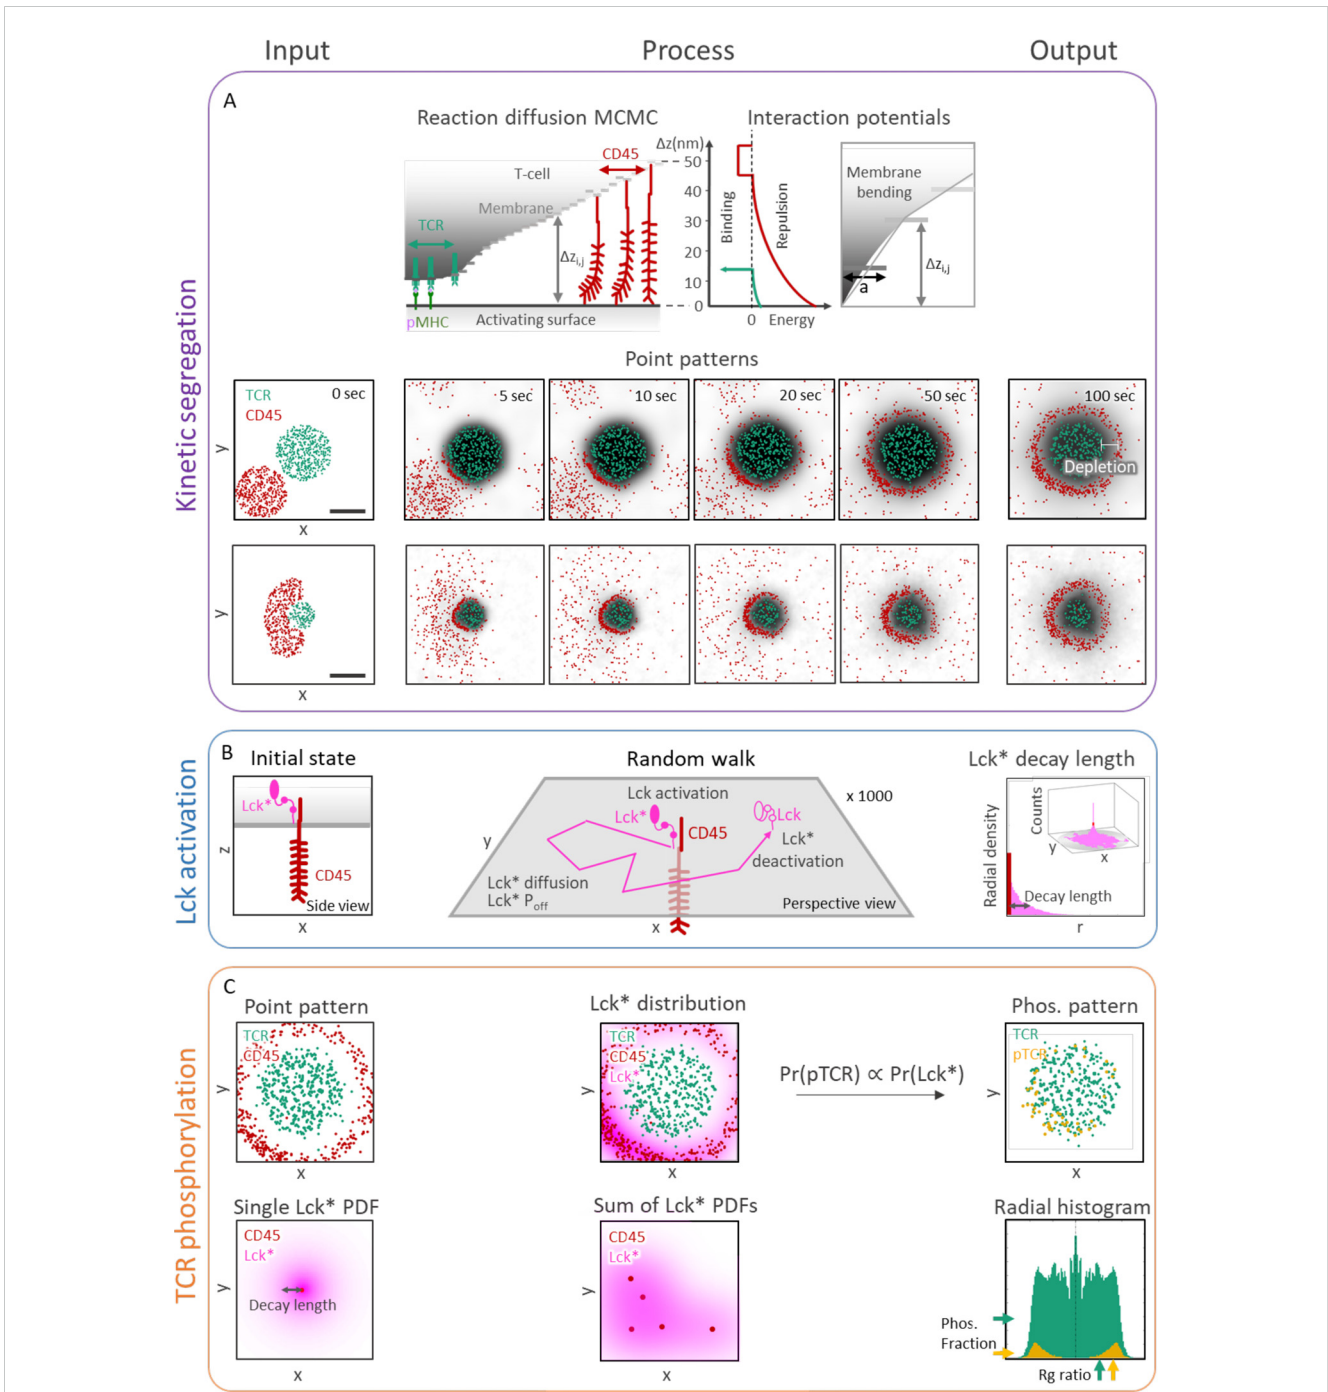 Input Process Output
Kinetic segregation
A
Reaction diffusion MCMC
Interaction potentials
T-cell
CD45
Membrane
TCR
Δz_i,j
pMHC
Activating surface
Δz(nm)
50
40
30
20
10
0
Binding
Repulsion
0 Energy
Membrane bending
a
Δz_i,j
Point patterns
TCR
CD45
0 sec
5 sec
10 sec
20 sec
50 sec
100 sec
Depletion
y
x
y
x
Lck activation
B
Initial state
Random walk
Lck* decay length
Lck*
CD45
Side view
z
x
Lck activation
Lck*
CD45
Lck
Lck*
deactivation
Lck* diffusion
Lck* P_off
Perspective view
x 1000
y
x
Radial density
Counts
y
x
Decay length
r
TCR phosphorylation
C
Point pattern
Lck* distribution
Phos. pattern
TCR
CD45
y
x
TCR
CD45
Lck*
y
x
Pr(pTCR) ∝ Pr(Lck*)
TCR
pTCR
y
x
Single Lck* PDF
Sum of Lck* PDFs
Radial histogram
CD45
Lck*
Decay length
y
x
CD45
Lck*
y
x
Phos.
Fraction
Rg ratio